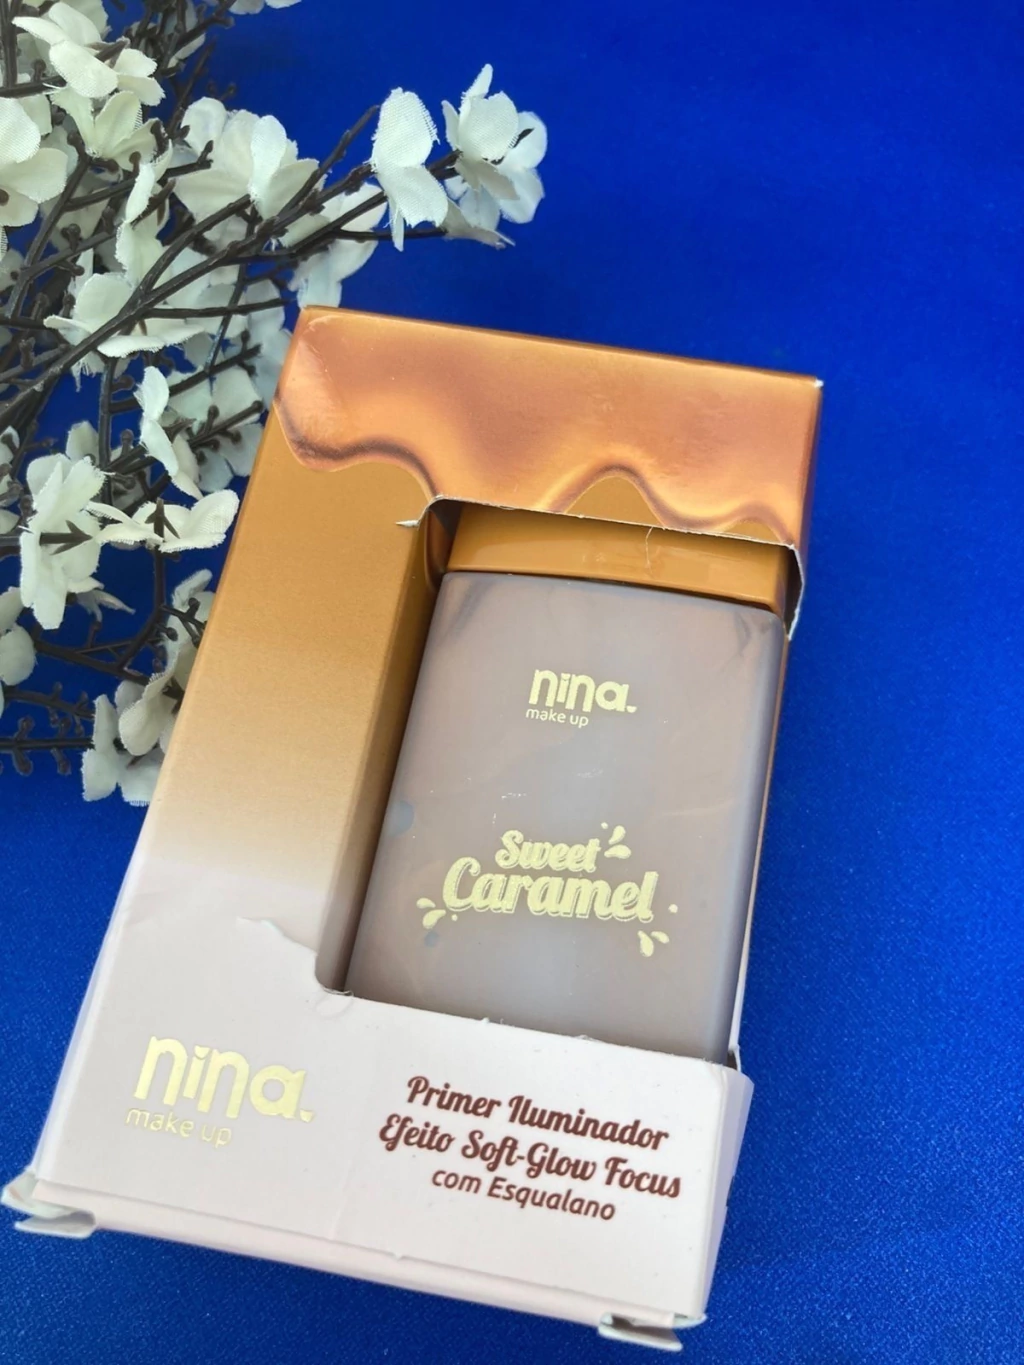 nina.
make up
Sweet
Caramel
nina.
make up
Primer Iluminador
Efeito Soft-Glow Focus
com Esqualano